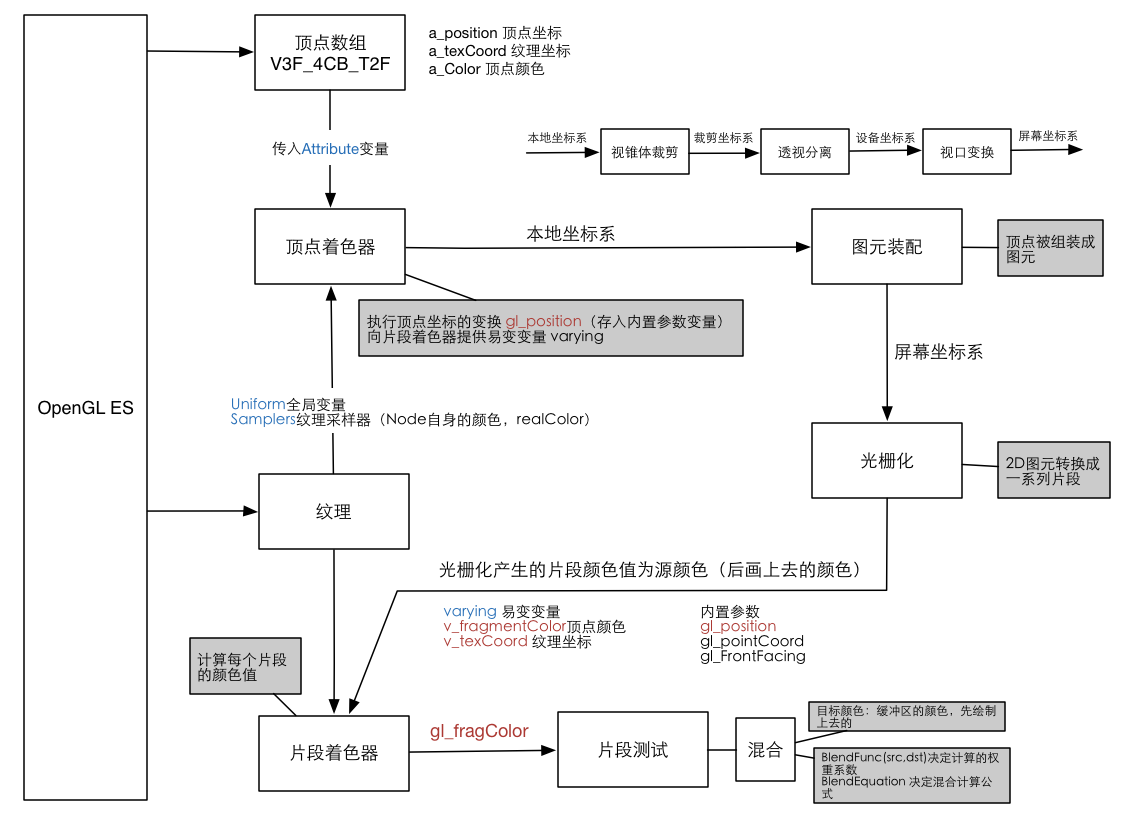 OpenGL ES
顶点数组
V3F_4CB_T2F
a_position 顶点坐标
a_texCoord 纹理坐标
a_Color 顶点颜色
传入Attribute变量
本地坐标系
视锥体裁剪
裁剪坐标系
透视分离
设备坐标系
视口变换
屏幕坐标系
顶点着色器
本地坐标系
图元装配
顶点被组装成
图元
执行顶点坐标的变换 gl_position（存入内置参数变量）
向片段着色器提供易变变量 varying
屏幕坐标系
Uniform全局变量
Samplers纹理采样器（Node自身的颜色，realColor）
光栅化
2D图元转换成
一系列片段
纹理
光栅化产生的片段颜色值为源颜色（后画上去的颜色）
varying 易变变量
v_fragmentColor顶点颜色
v_texCoord 纹理坐标
内置参数
gl_position
gl_pointCoord
gl_FrontFacing
计算每个片段
的颜色值
片段着色器
gl_fragColor
片段测试
混合
目标颜色：缓冲区的颜色，先绘制
上去的
BlendFunc(src,dst)决定计算的权
重系数
BlendEquation 决定混合计算公
式